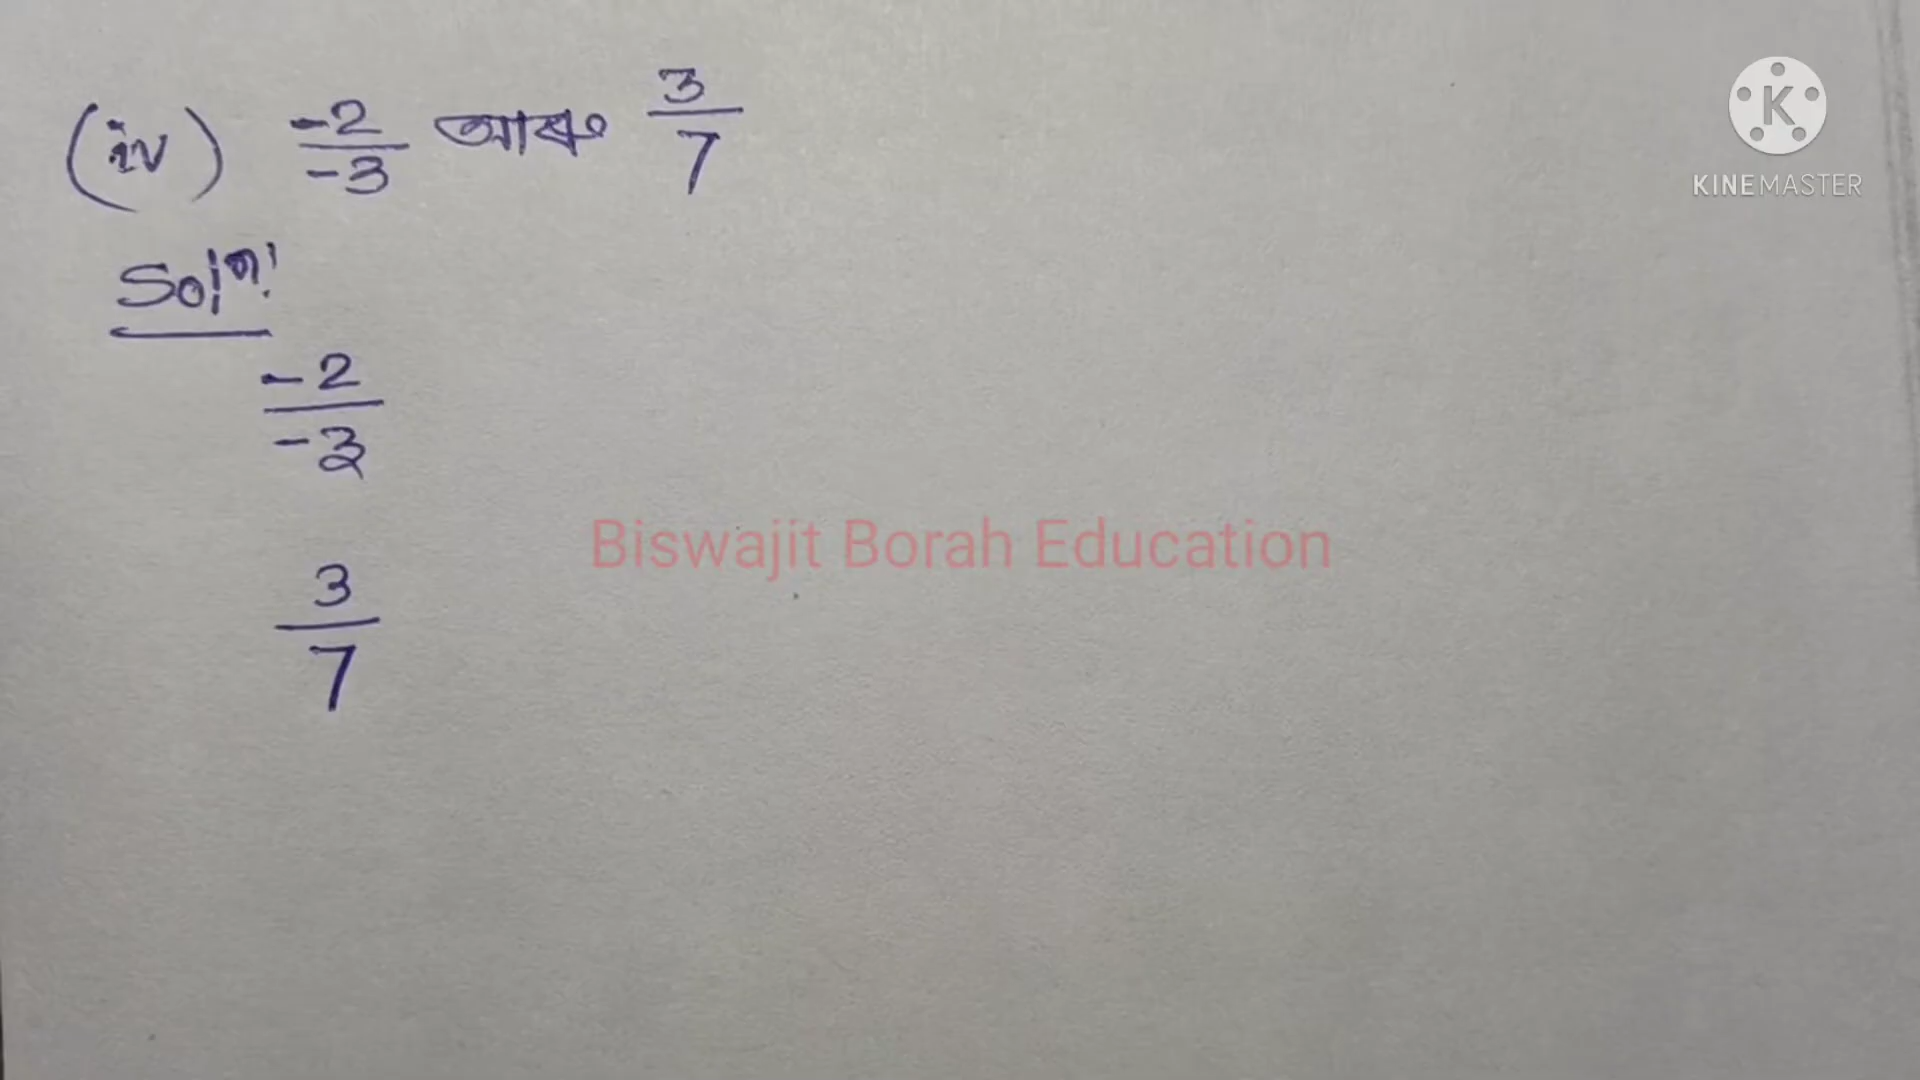 (iv) -2/-3 আৰু 3/7
Soln:
-2/-3
3/7
KINEMASTER
Biswajit Borah Education